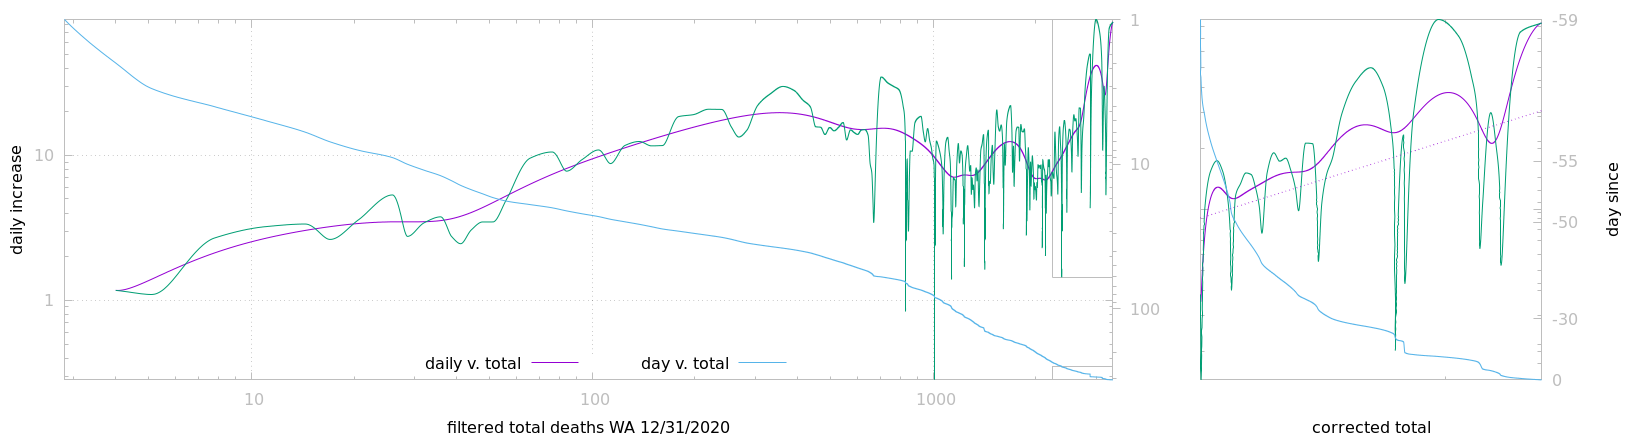 daily increase
10
1
daily v. total
day v. total
10
100
1000
filtered total deaths WA 12/31/2020
1
10
100
-59
-55
-50
-30
0
day since
corrected total